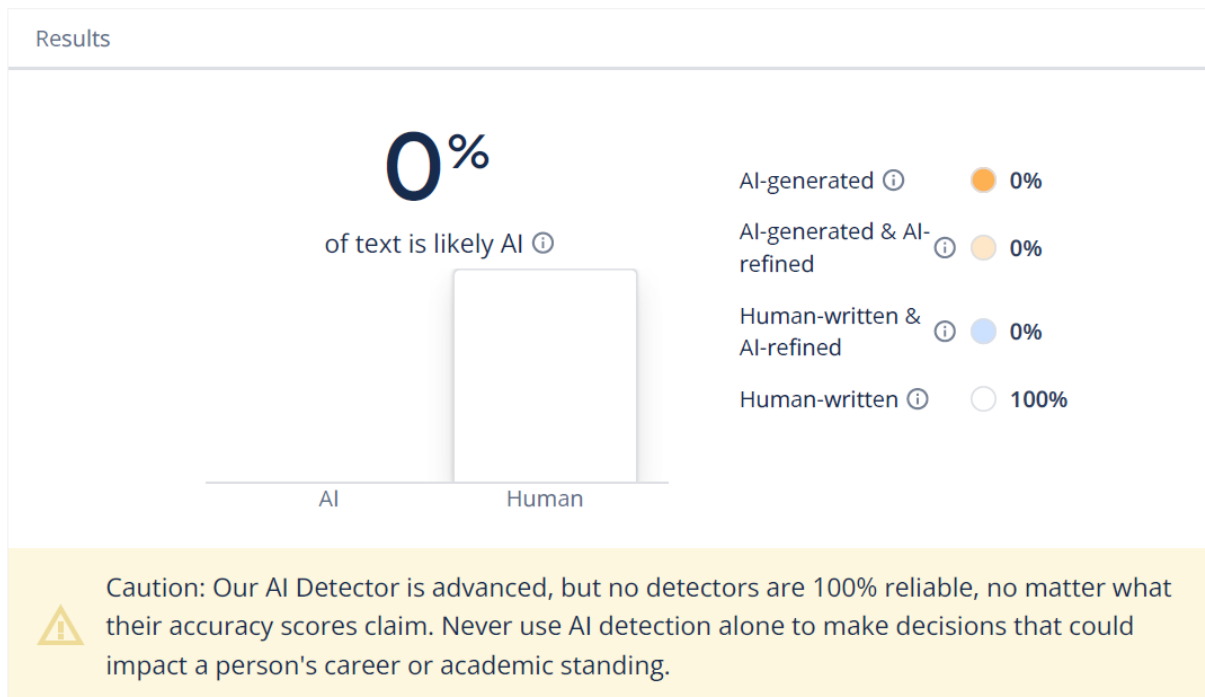 Results
0%
of text is likely AI
AI-generated
0%
AI-generated & AI-
refined
0%
Human-written &
AI-refined
0%
Human-written
100%
AI
Human
Caution: Our AI Detector is advanced, but no detectors are 100% reliable, no matter what
their accuracy scores claim. Never use AI detection alone to make decisions that could
impact a person's career or academic standing.